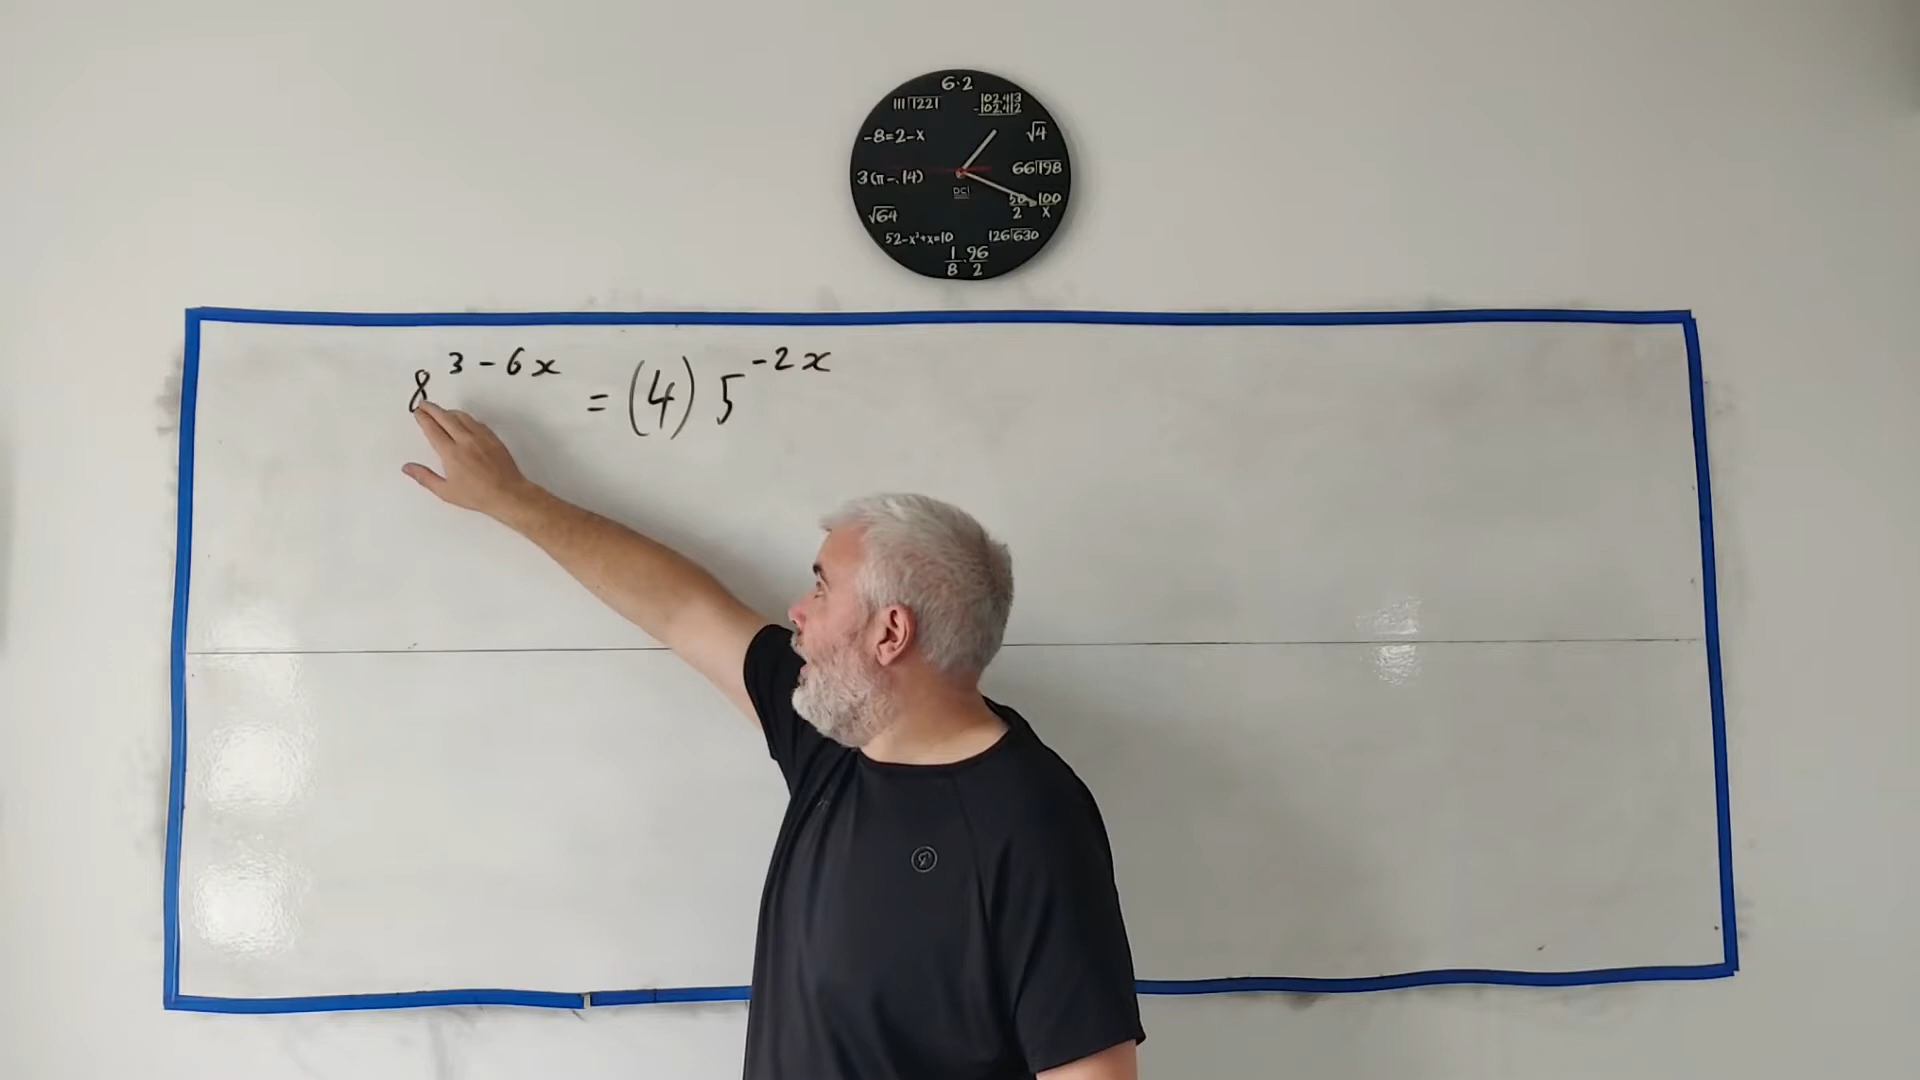 6·2
111⟌1221
102,413
-102,412
-8=2-x
√4
3(π-.14)
66⟌198
DCI
√64
50/2 = 100/x
52-x²+x=10
126⟌630
1/8 · 96/2
8^(3-6x) = (4) 5^(-2x)